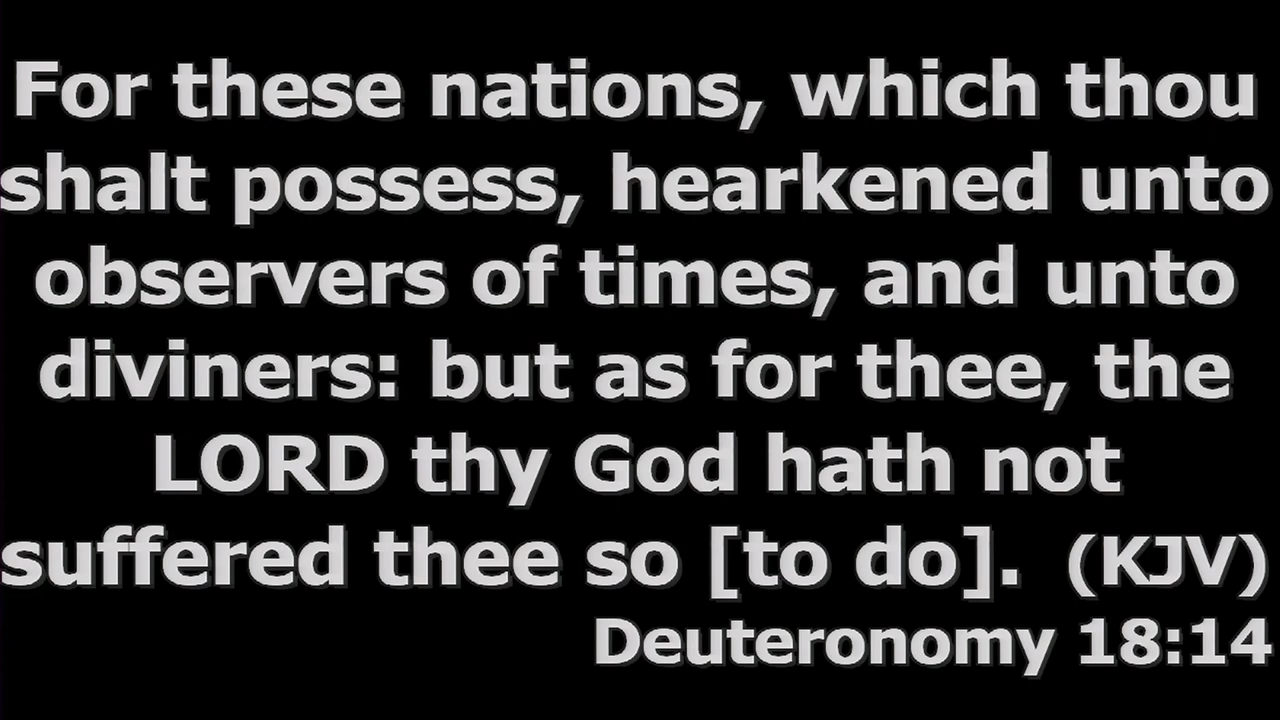 For these nations, which thou
shalt possess, hearkened unto
observers of times, and unto
diviners: but as for thee, the
LORD thy God hath not
suffered thee so [to do]. (KJV)
Deuteronomy 18:14